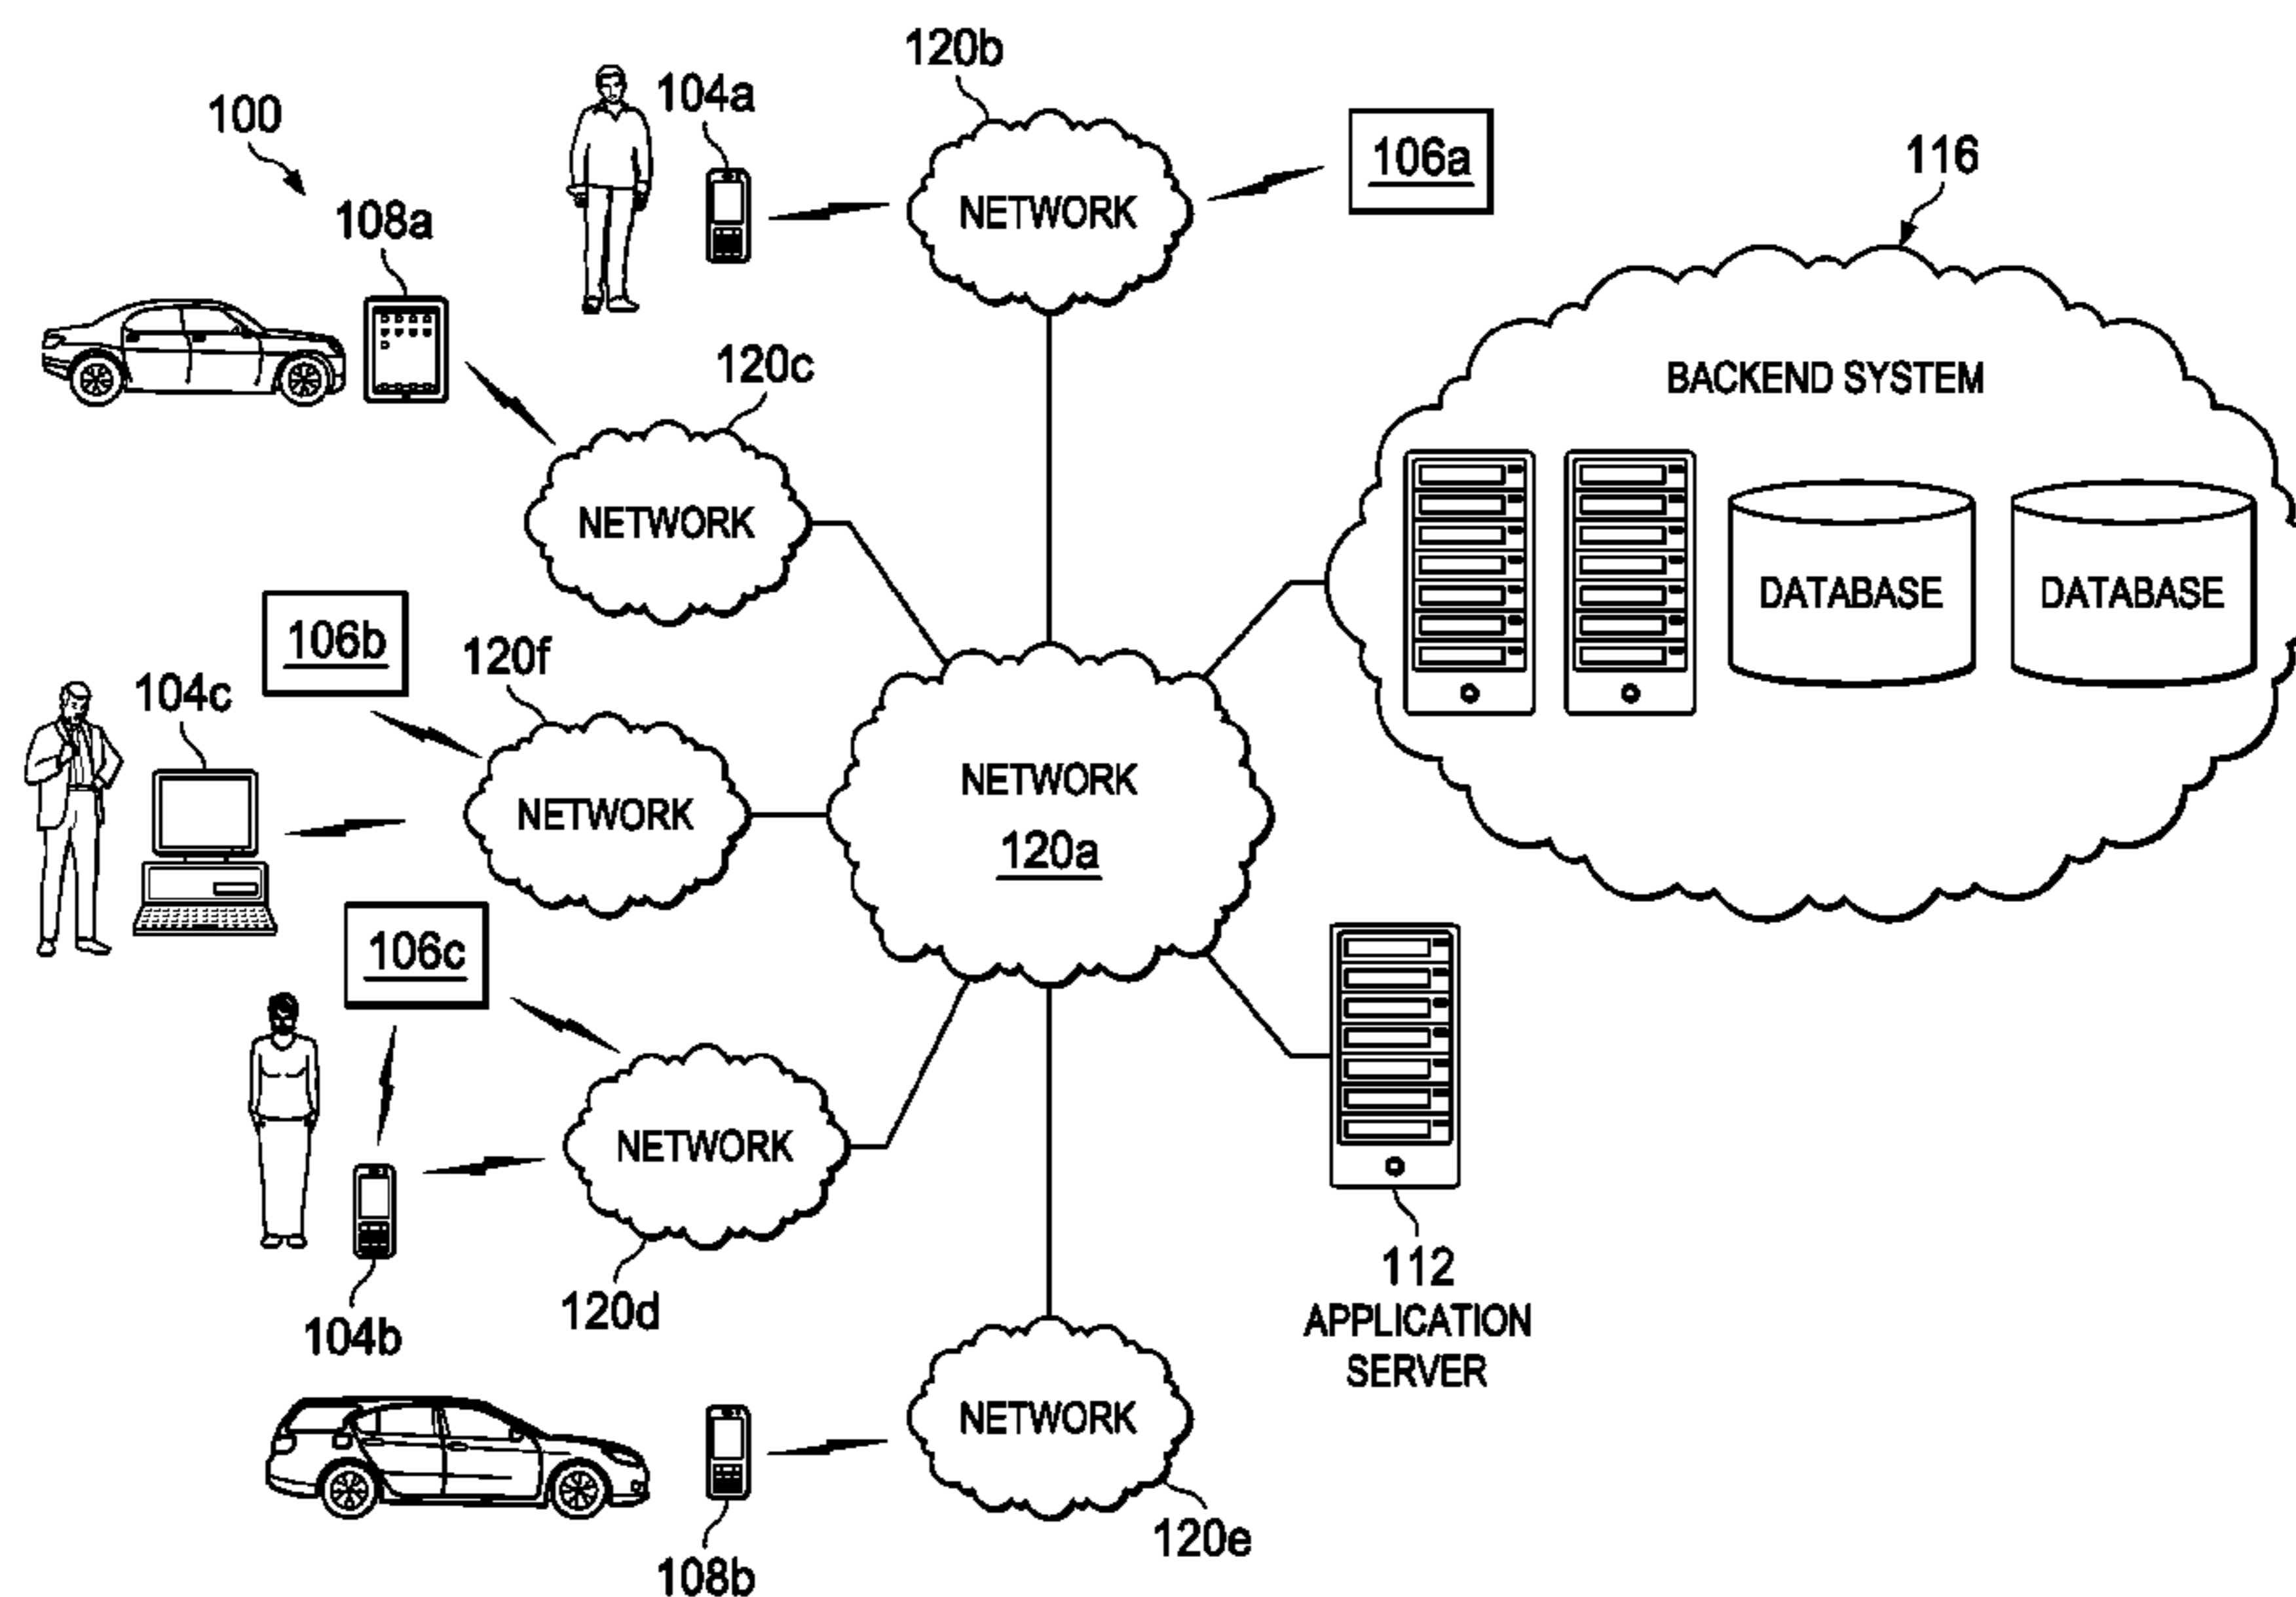 120b
104a
100
106a
116
NETWORK
108a
120c
BACKEND SYSTEM
NETWORK
DATABASE
DATABASE
106b
120f
104c
NETWORK
120a
NETWORK
106c
NETWORK
120d
112
APPLICATION
SERVER
104b
NETWORK
120e
108b